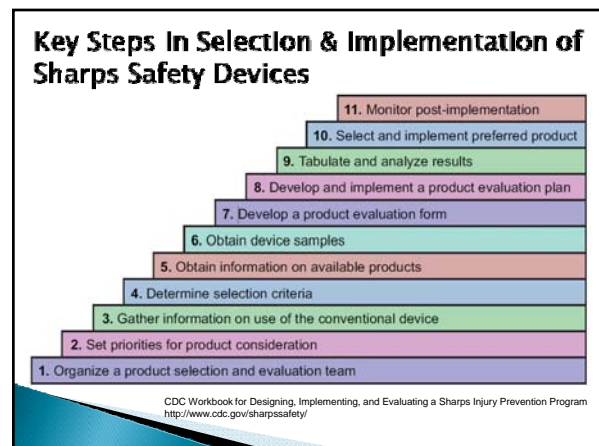 Key Steps in Selection & Implementation of
Sharps Safety Devices
11. Monitor post-implementation
10. Select and implement preferred product
9. Tabulate and analyze results
8. Develop and implement a product evaluation plan
7. Develop a product evaluation form
6. Obtain device samples
5. Obtain information on available products
4. Determine selection criteria
3. Gather information on use of the conventional device
2. Set priorities for product consideration
1. Organize a product selection and evaluation team
CDC Workbook for Designing, Implementing, and Evaluating a Sharps Injury Prevention Program
http://www.cdc.gov/sharpssafety/